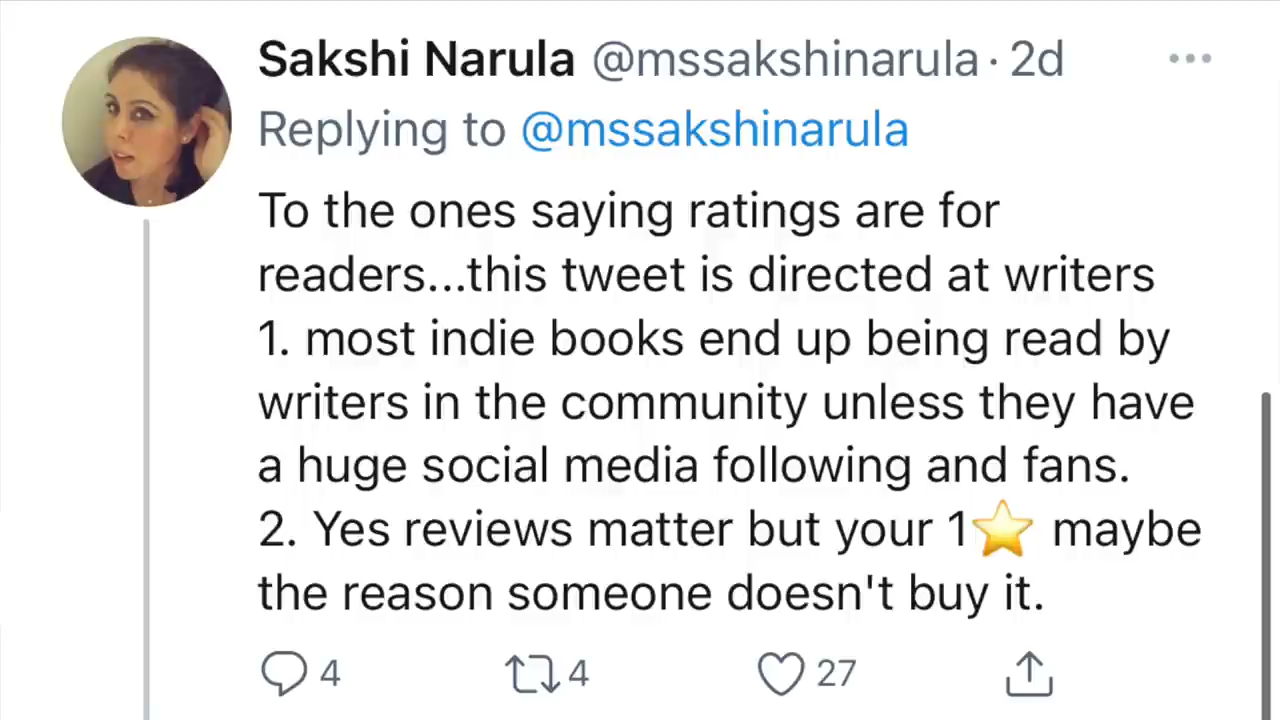 Sakshi Narula @mssakshinarula · 2d
Replying to @mssakshinarula
To the ones saying ratings are for
readers...this tweet is directed at writers
1. most indie books end up being read by
writers in the community unless they have
a huge social media following and fans.
2. Yes reviews matter but your 1⭐ maybe
the reason someone doesn't buy it.
4 4 27